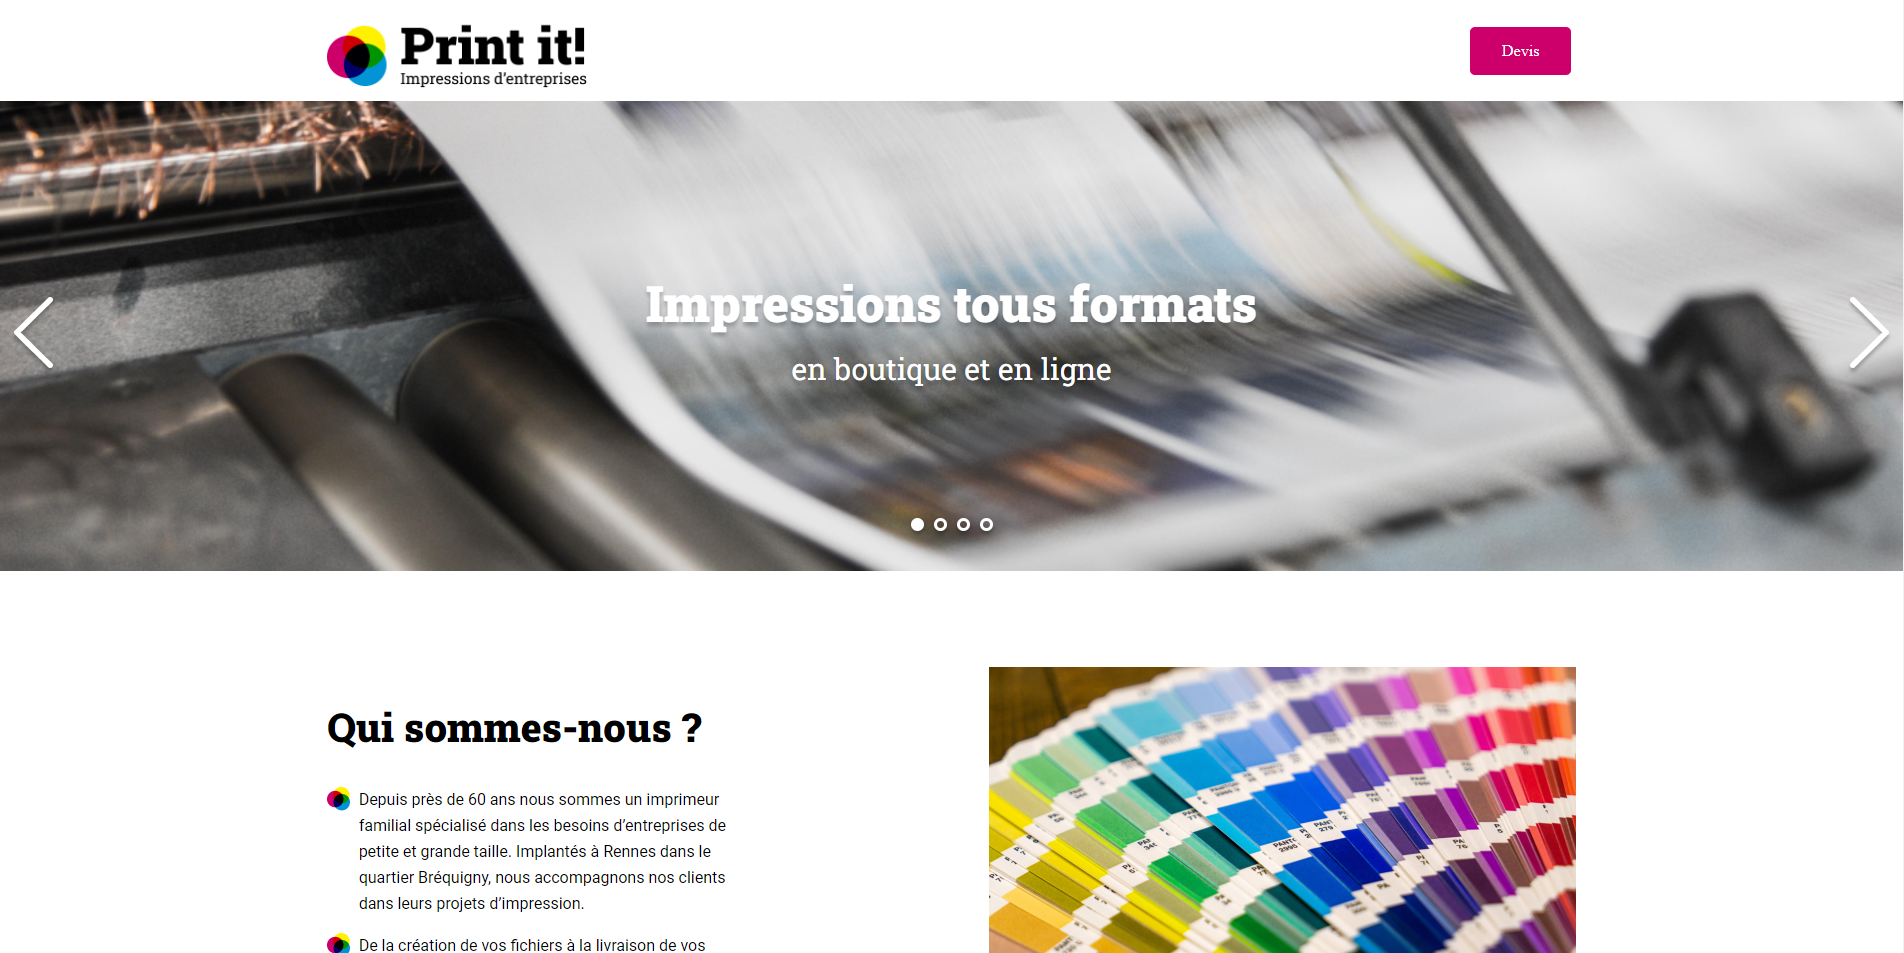 Print it!
Impressions d'entreprises
Devis
Impressions tous formats
en boutique et en ligne
Qui sommes-nous ?
Depuis près de 60 ans nous sommes un imprimeur
familial spécialisé dans les besoins d’entreprises de
petite et grande taille. Implantés à Rennes dans le
quartier Bréquigny, nous accompagnons nos clients
dans leurs projets d’impression.
De la création de vos fichiers à la livraison de vos